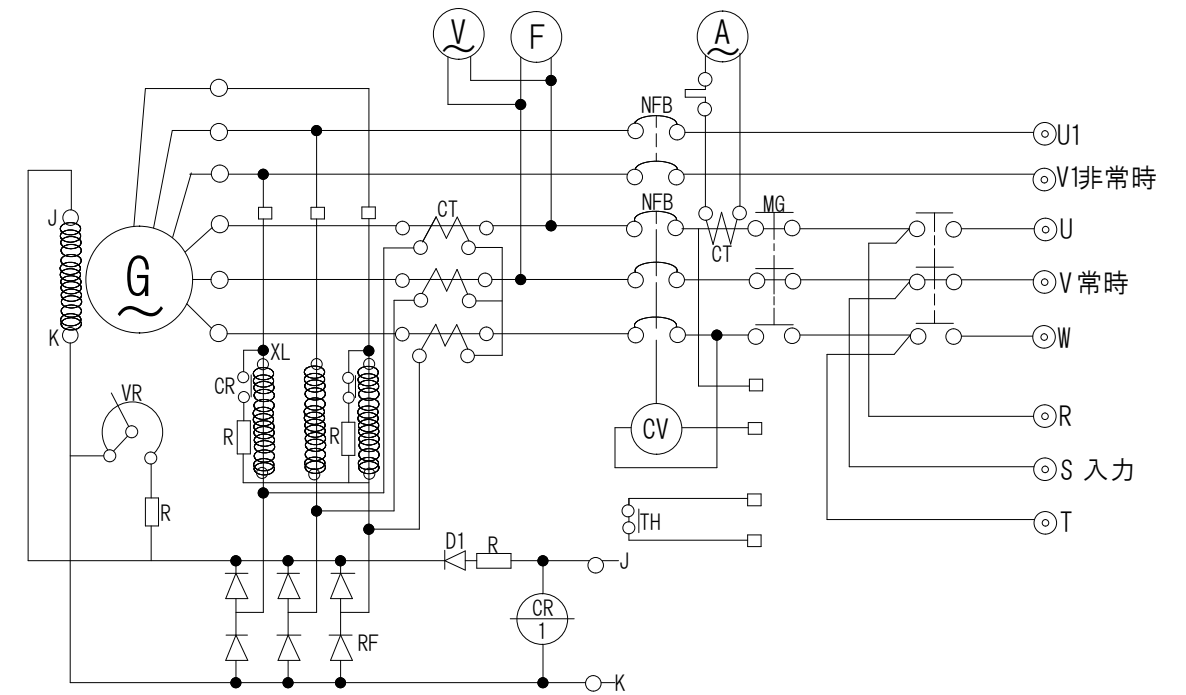 V F A
NFB
U1
V1非常時
J
CT
NFB
MG
U
G
CT
V 常時
K
W
XL
CR
VR
R
R
CV
R
S 入力
R
TH
T
D1
R
J
CR
1
RF
K